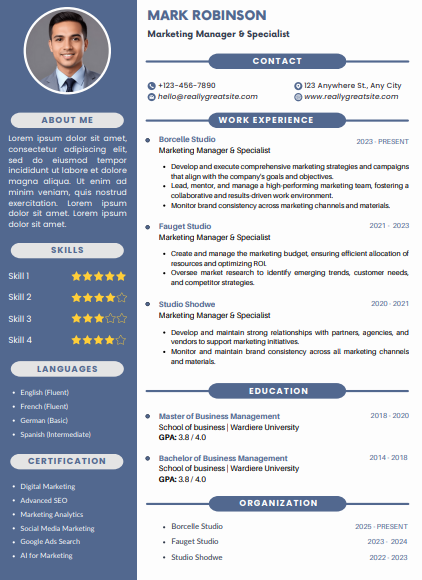 MARK ROBINSON
Marketing Manager & Specialist
CONTACT
+123-456-7890
123 Anywhere St., Any City
hello@reallygreatsite.com
www.reallygreatsite.com
ABOUT ME
Lorem ipsum dolor sit amet,
consectetur adipiscing elit,
sed do eiusmod tempor
incididunt ut labore et dolore
magna aliqua. Ut enim ad
minim veniam, quis nostrud
exercitation. Lorem ipsum
dolor sit amet. Lorem ipsum
dolor sit amet.
SKILLS
Skill 1
Skill 2
Skill 3
Skill 4
LANGUAGES
English (Fluent)
French (Fluent)
German (Basic)
Spanish (Intermediate)
CERTIFICATION
Digital Marketing
Advanced SEO
Marketing Analytics
Social Media Marketing
Google Ads Search
AI for Marketing
WORK EXPERIENCE
Borcelle Studio
2023 - PRESENT
Marketing Manager & Specialist
Develop and execute comprehensive marketing strategies and campaigns
that align with the company's goals and objectives.
Lead, mentor, and manage a high-performing marketing team, fostering a
collaborative and results-driven work environment.
Monitor brand consistency across marketing channels and materials.
Fauget Studio
2021 - 2023
Marketing Manager & Specialist
Create and manage the marketing budget, ensuring efficient allocation of
resources and optimizing ROI.
Oversee market research to identify emerging trends, customer needs,
and competitor strategies.
Studio Shodwe
2020 - 2021
Marketing Manager & Specialist
Develop and maintain strong relationships with partners, agencies, and
vendors to support marketing initiatives.
Monitor and maintain brand consistency across all marketing channels
and materials.
EDUCATION
Master of Business Management
2018 - 2020
School of business | Wardiere University
GPA: 3.8 / 4.0
Bachelor of Business Management
2014 - 2018
School of business | Wardiere University
GPA: 3.8 / 4.0
ORGANIZATION
Borcelle Studio
2025 - PRESENT
Fauget Studio
2023 - 2024
Studio Shodwe
2022 - 2023